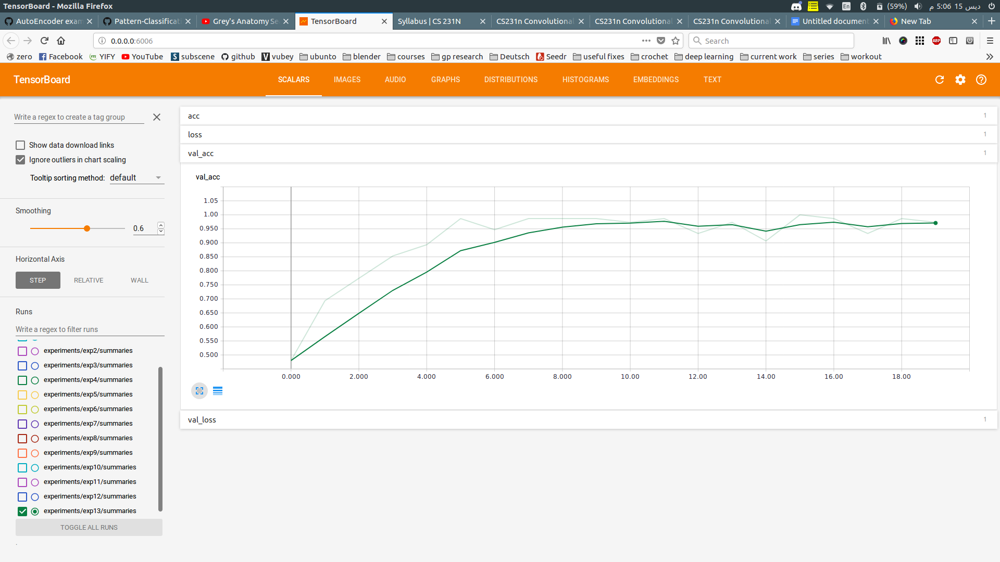 TensorBoard - Mozilla Firefox
En (59%) ديس 15 5:06 م
AutoEncoder exam Pattern-Classificati Grey's Anatomy Se TensorBoard Syllabus | CS 231N CS231n Convolutional CS231n Convolutional CS231n Convolutional Untitled document New Tab
0.0.0.0:6006 Search ABP
zero Facebook YIFY YouTube subscene github vubey ubunto blender courses gp research Deutsch Seedr useful fixes crochet deep learning current work series workout
TensorBoard SCALARS IMAGES AUDIO GRAPHS DISTRIBUTIONS HISTOGRAMS EMBEDDINGS TEXT
Write a regex to create a tag group
Show data download links
Ignore outliers in chart scaling
Tooltip sorting method: default
Smoothing
0.6
Horizontal Axis
STEP RELATIVE WALL
Runs
Write a regex to filter runs
experiments/exp2/summaries
experiments/exp3/summaries
experiments/exp4/summaries
experiments/exp5/summaries
experiments/exp6/summaries
experiments/exp7/summaries
experiments/exp8/summaries
experiments/exp9/summaries
experiments/exp10/summaries
experiments/exp11/summaries
experiments/exp12/summaries
experiments/exp13/summaries
TOGGLE ALL RUNS
.
acc 1
loss 1
val_acc 1
val_acc
1.05
1.00
0.950
0.900
0.850
0.800
0.750
0.700
0.650
0.600
0.550
0.500
0.000 2.000 4.000 6.000 8.000 10.00 12.00 14.00 16.00 18.00
val_loss 1